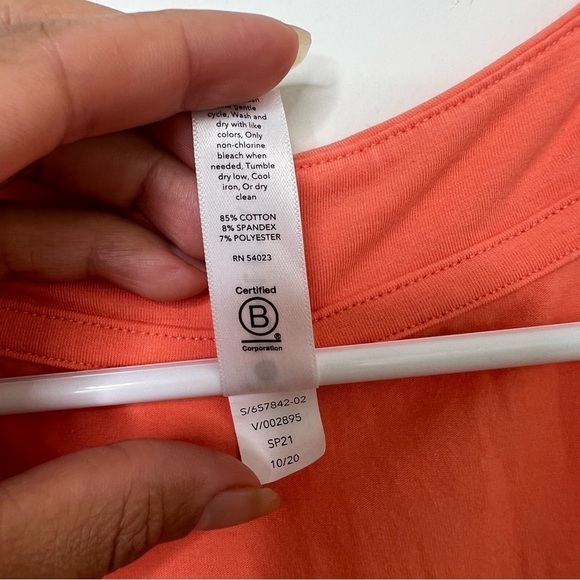 gentle
cycle, Wash and
dry with like
colors, Only
non-chlorine
bleach when
needed, Tumble
dry low, Cool
iron, Or dry
clean
85% COTTON
8% SPANDEX
7% POLYESTER
RN 54023
Certified
B
®
Corporation
S/657842-02
V/002895
SP21
10/20